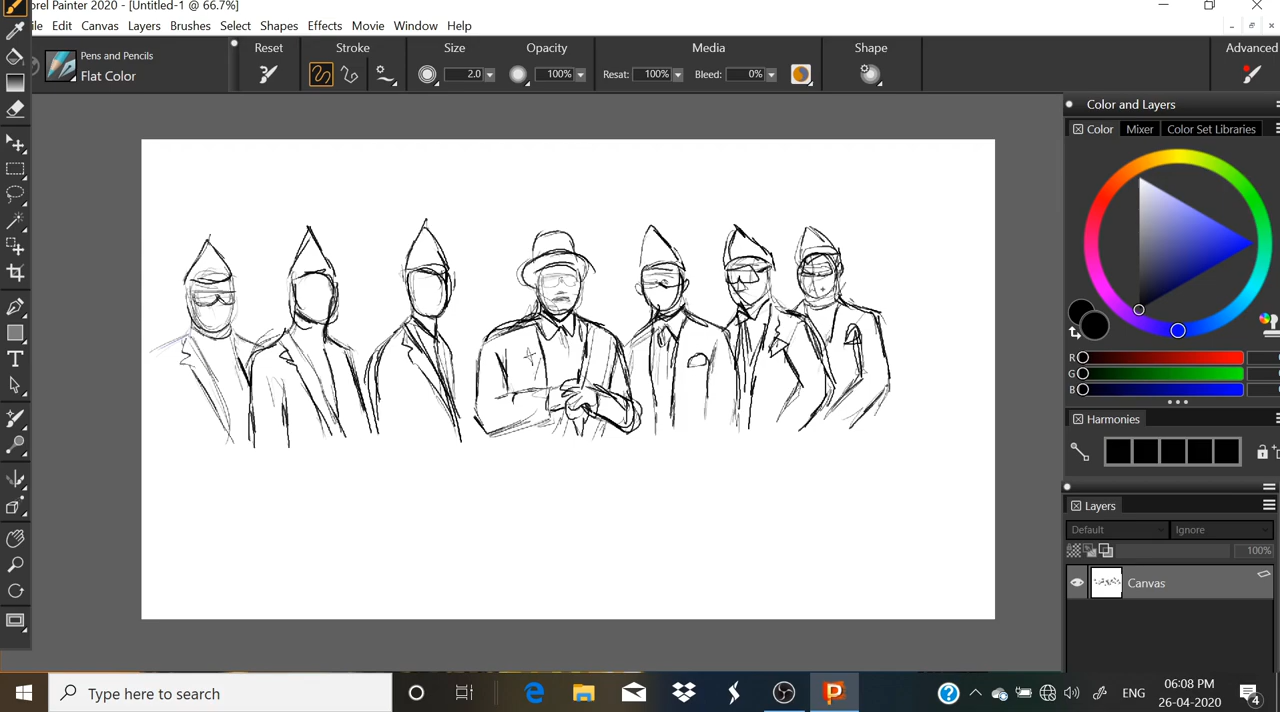 orel Painter 2020 - [Untitled-1 @ 66.7%]
ile Edit Canvas Layers Brushes Select Shapes Effects Movie Window Help
Pens and Pencils
Flat Color
Reset Stroke Size Opacity Media Shape Advanced
2.0 100% Resat: 100% Bleed: 0%
Color and Layers
Color Mixer Color Set Libraries
R
G
B
Harmonies
Layers
Default Ignore
100%
Canvas
T
Type here to search
ENG
06:08 PM
26-04-2020
4